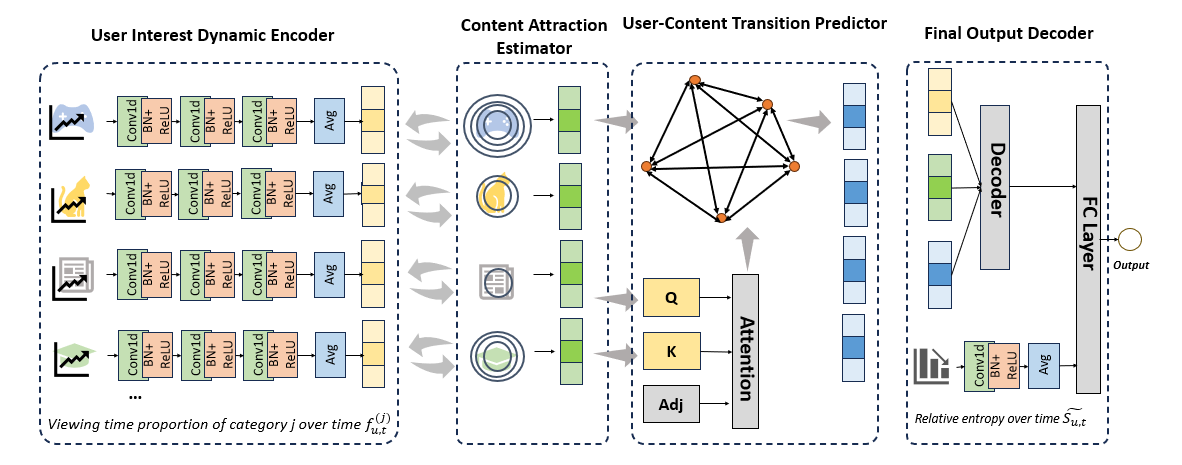 User Interest Dynamic Encoder
Content Attraction
Estimator
User-Content Transition Predictor
Final Output Decoder
Conv1d
BN+
ReLU
Conv1d
BN+
ReLU
Conv1d
BN+
ReLU
Avg
Conv1d
BN+
ReLU
Conv1d
BN+
ReLU
Conv1d
BN+
ReLU
Avg
Conv1d
BN+
ReLU
Conv1d
BN+
ReLU
Conv1d
BN+
ReLU
Avg
Conv1d
BN+
ReLU
Conv1d
BN+
ReLU
Conv1d
BN+
ReLU
Avg
...
Viewing time proportion of category j over time f_{u,t}^{(j)}
Q
K
Adj
Attention
Decoder
FC Layer
Output
Conv1d
BN+
ReLU
Avg
Relative entropy over time \widetilde{S_{u,t}}